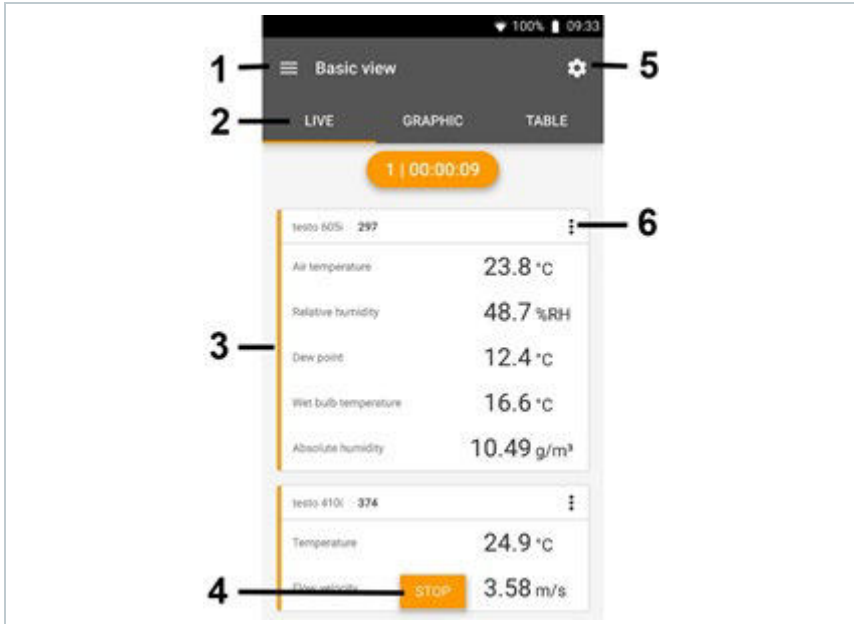 100% 09:33
1 Basic view 5
2 LIVE GRAPHIC TABLE
1 | 00:00:09
testo 605i 297 6
Air temperature 23.8 °C
Relative humidity 48.7 %RH
3
Dew point 12.4 °C
Wet bulb temperature 16.6 °C
Absolute humidity 10.49 g/m³
testo 410i 374
Temperature 24.9 °C
4 Flow velocity STOP 3.58 m/s